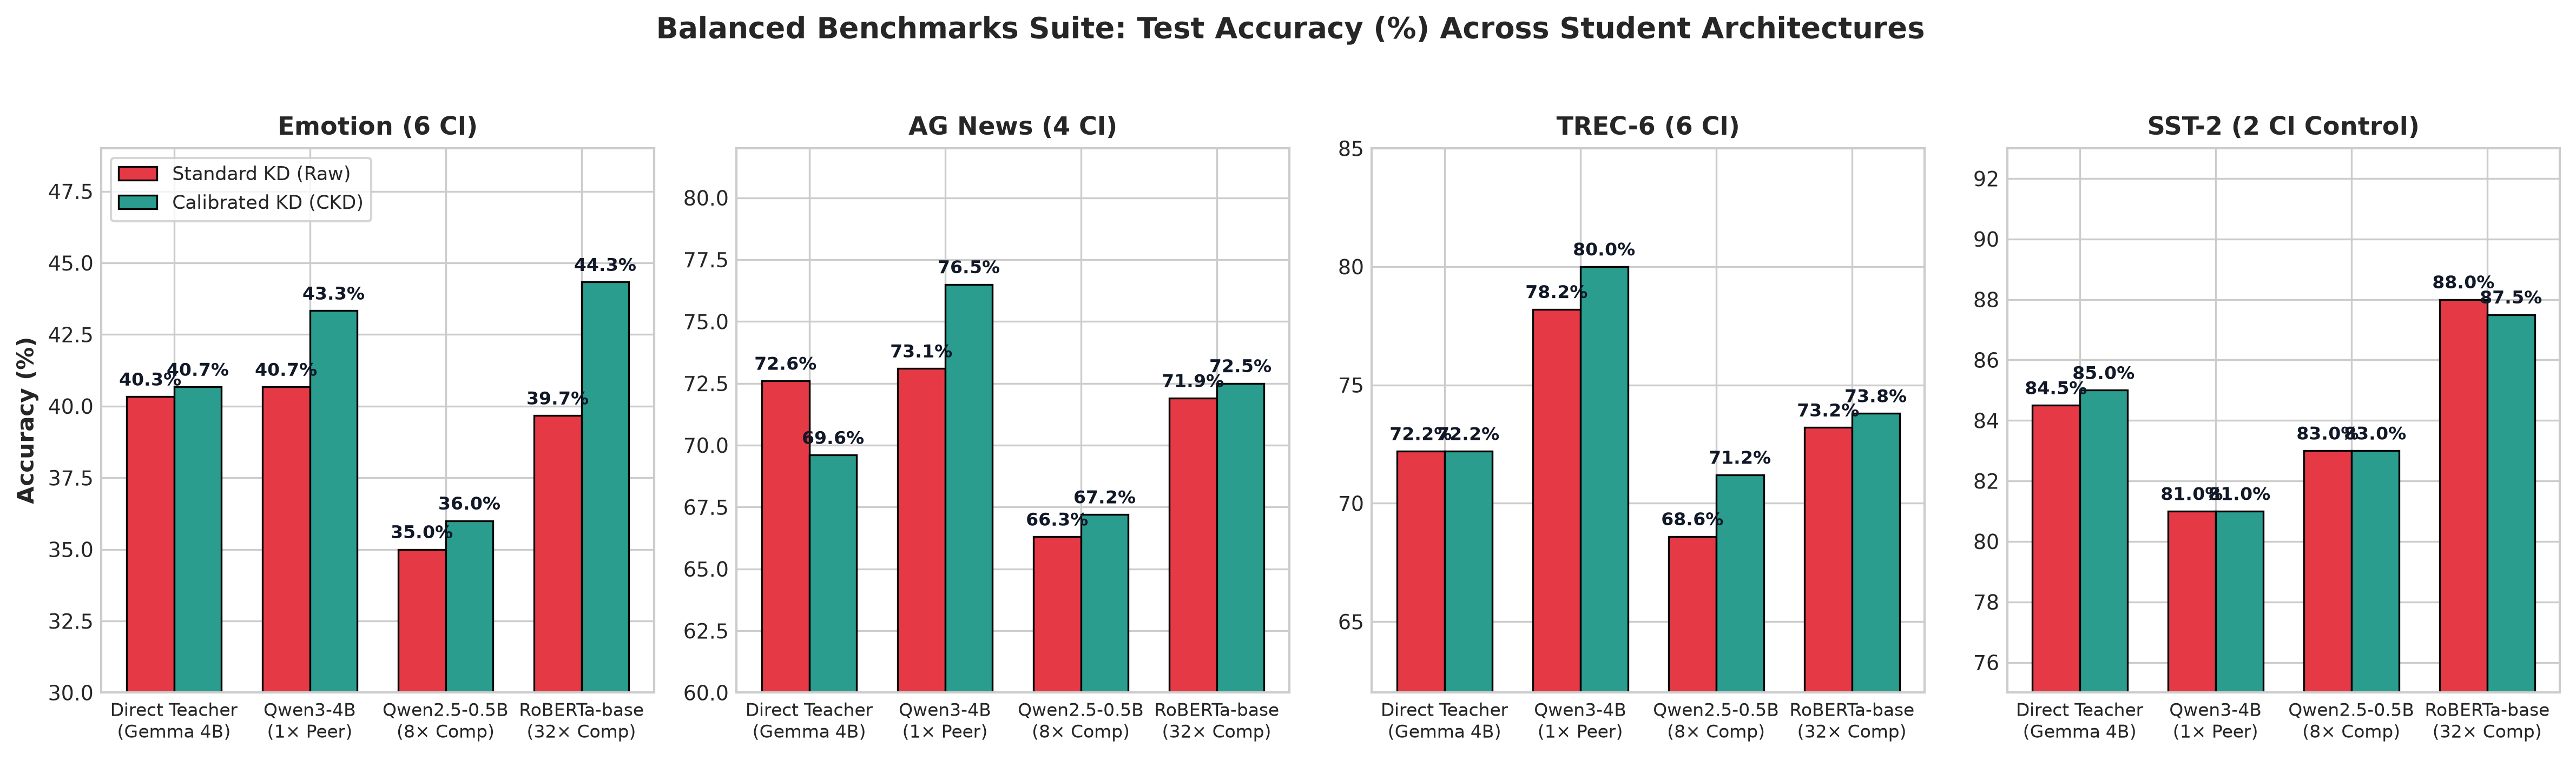 Balanced Benchmarks Suite: Test Accuracy (%) Across Student Architectures
Emotion (6 Cl)
Accuracy (%)
47.5
45.0
42.5
40.0
37.5
35.0
32.5
30.0
Standard KD (Raw)
Calibrated KD (CKD)
40.3%
40.7%
40.7%
43.3%
35.0%
36.0%
39.7%
44.3%
Direct Teacher
(Gemma 4B)
Qwen3-4B
(1× Peer)
Qwen2.5-0.5B
(8× Comp)
RoBERTa-base
(32× Comp)
AG News (4 Cl)
80.0
77.5
75.0
72.5
70.0
67.5
65.0
62.5
60.0
72.6%
69.6%
73.1%
76.5%
66.3%
67.2%
71.9%
72.5%
Direct Teacher
(Gemma 4B)
Qwen3-4B
(1× Peer)
Qwen2.5-0.5B
(8× Comp)
RoBERTa-base
(32× Comp)
TREC-6 (6 Cl)
85
80
75
70
65
72.2%
72.2%
78.2%
80.0%
68.6%
71.2%
73.2%
73.8%
Direct Teacher
(Gemma 4B)
Qwen3-4B
(1× Peer)
Qwen2.5-0.5B
(8× Comp)
RoBERTa-base
(32× Comp)
SST-2 (2 Cl Control)
92
90
88
86
84
82
80
78
76
84.5%
85.0%
81.0%
81.0%
83.0%
83.0%
88.0%
87.5%
Direct Teacher
(Gemma 4B)
Qwen3-4B
(1× Peer)
Qwen2.5-0.5B
(8× Comp)
RoBERTa-base
(32× Comp)